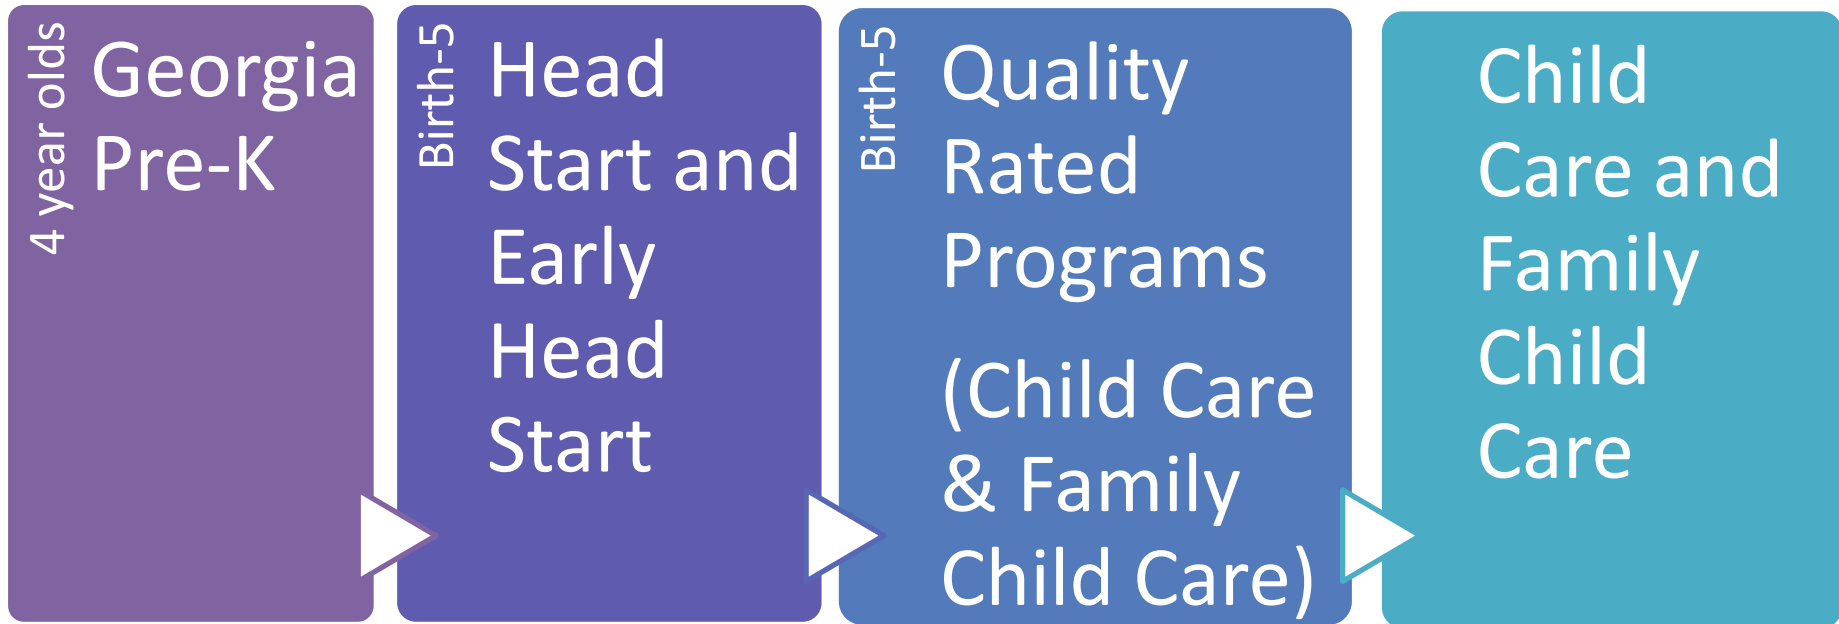 4 year olds
Georgia
Pre-K
Birth-5
Head
Start and
Early
Head
Start
Birth-5
Quality
Rated
Programs
(Child Care
& Family
Child Care)
Child
Care and
Family
Child
Care